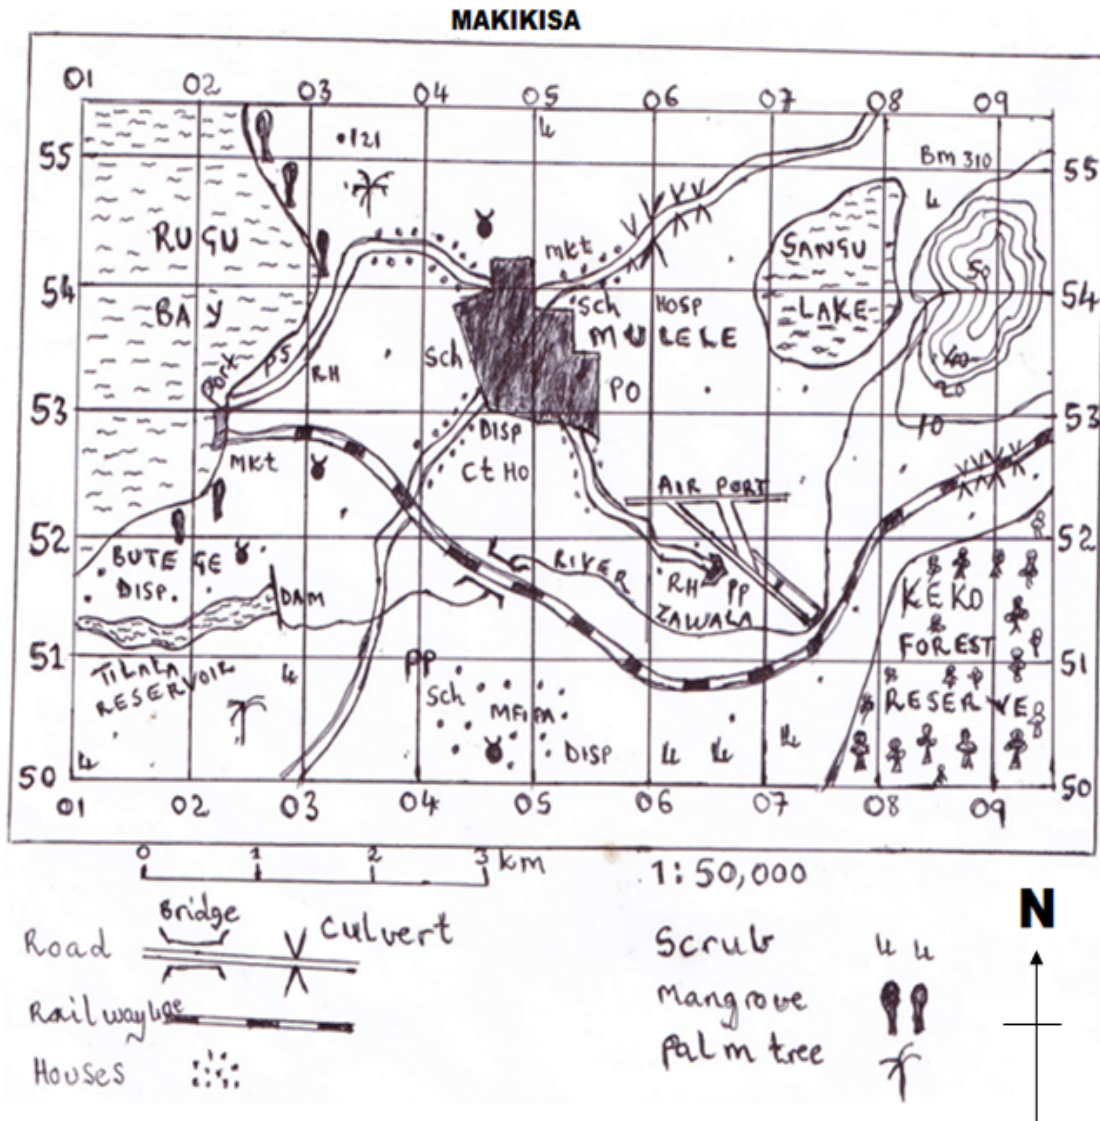 MAKIKISA
01 02 03 04 05 06 07 08 09
55 55
.121
Bm 310
RUGU
BAY
mkt
SANGU
LAKE
50
54 54
Sch HOSP
MULELE
Sch
PO
Port PS
RH
40
20
10
53 53
DISP
Ct Ho
Mkt
AIR PORT
52 52
BUTEGE
DISP.
DAM
RIVER
ZAWALA
RH PP
KEKO
FOREST
RESERVE
51 51
TILALA
RESERVOIR
PP
Sch
MFIPA
DISP
50 50
01 02 03 04 05 06 07 08 09
0 1 2 3 km
1:50,000
N
Bridge
Culvert
Road
Railway line
Houses
Scrub
Mangrove
Palm tree